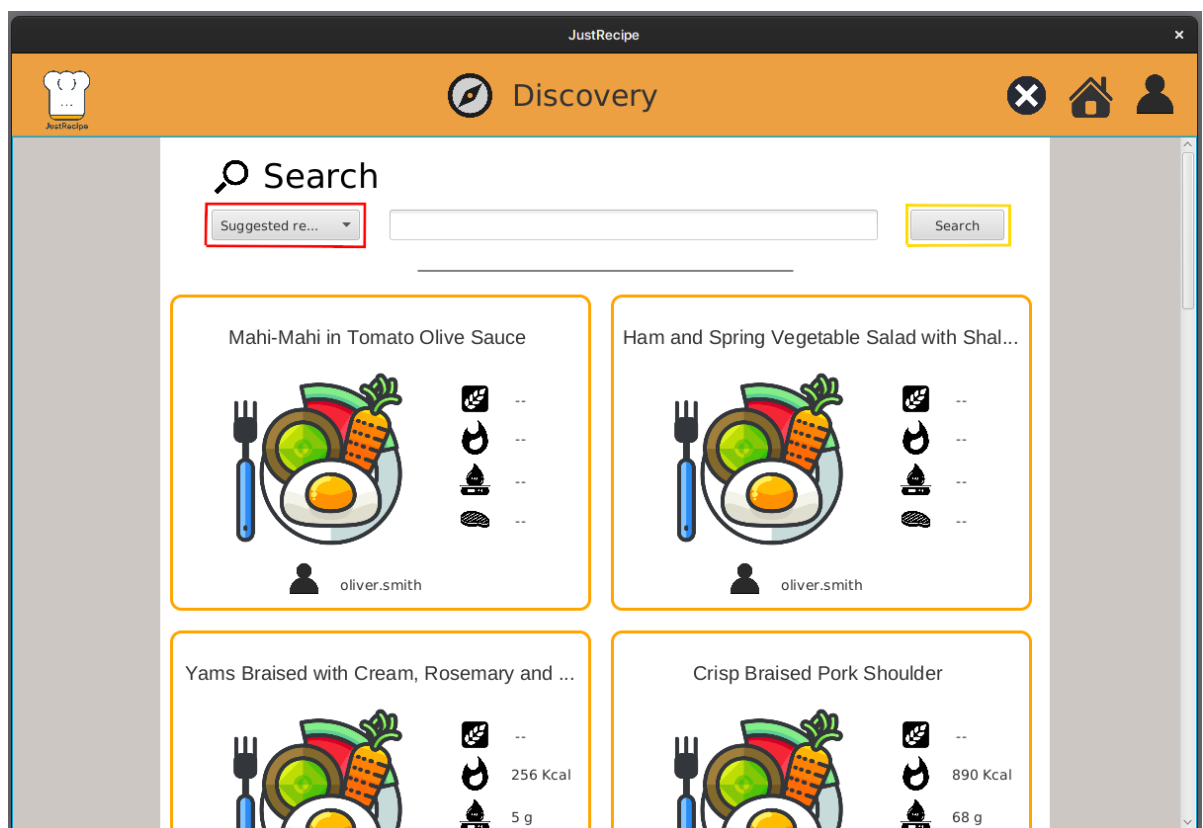 JustRecipe
{ }
...
JustRecipe
Discovery
Search
Suggested re...
Search
Mahi-Mahi in Tomato Olive Sauce
--
--
--
--
oliver.smith
Ham and Spring Vegetable Salad with Shal...
--
--
--
--
oliver.smith
Yams Braised with Cream, Rosemary and ...
--
256 Kcal
5 g
Crisp Braised Pork Shoulder
--
890 Kcal
68 g